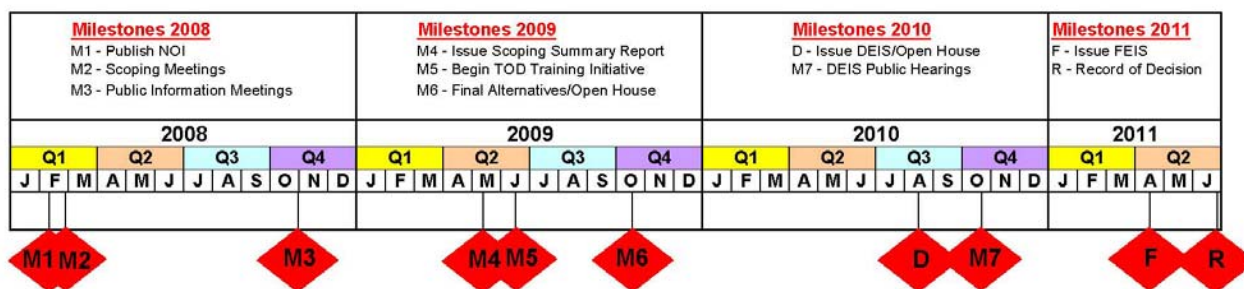 Milestones 2008
M1 - Publish NOI
M2 - Scoping Meetings
M3 - Public Information Meetings
Milestones 2009
M4 - Issue Scoping Summary Report
M5 - Begin TOD Training Initiative
M6 - Final Alternatives/Open House
Milestones 2010
D - Issue DEIS/Open House
M7 - DEIS Public Hearings
Milestones 2011
F - Issue FEIS
R - Record of Decision
2008 2009 2010 2011
Q1 Q2 Q3 Q4 Q1 Q2 Q3 Q4 Q1 Q2 Q3 Q4 Q1 Q2
J F M A M J J A S O N D J F M A M J J A S O N D J F M A M J J A S O N D J F M A M J
M1 M2 M3 M4 M5 M6 D M7 F R